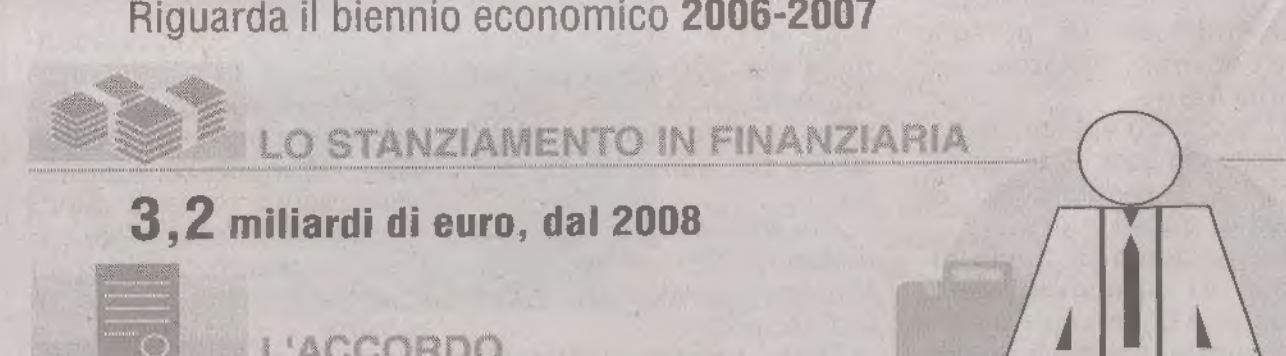 Riguarda il biennio economico 2006-2007
LO STANZIAMENTO IN FINANZIARIA
3,2 miliardi di euro, dal 2008
L'ACCORDO